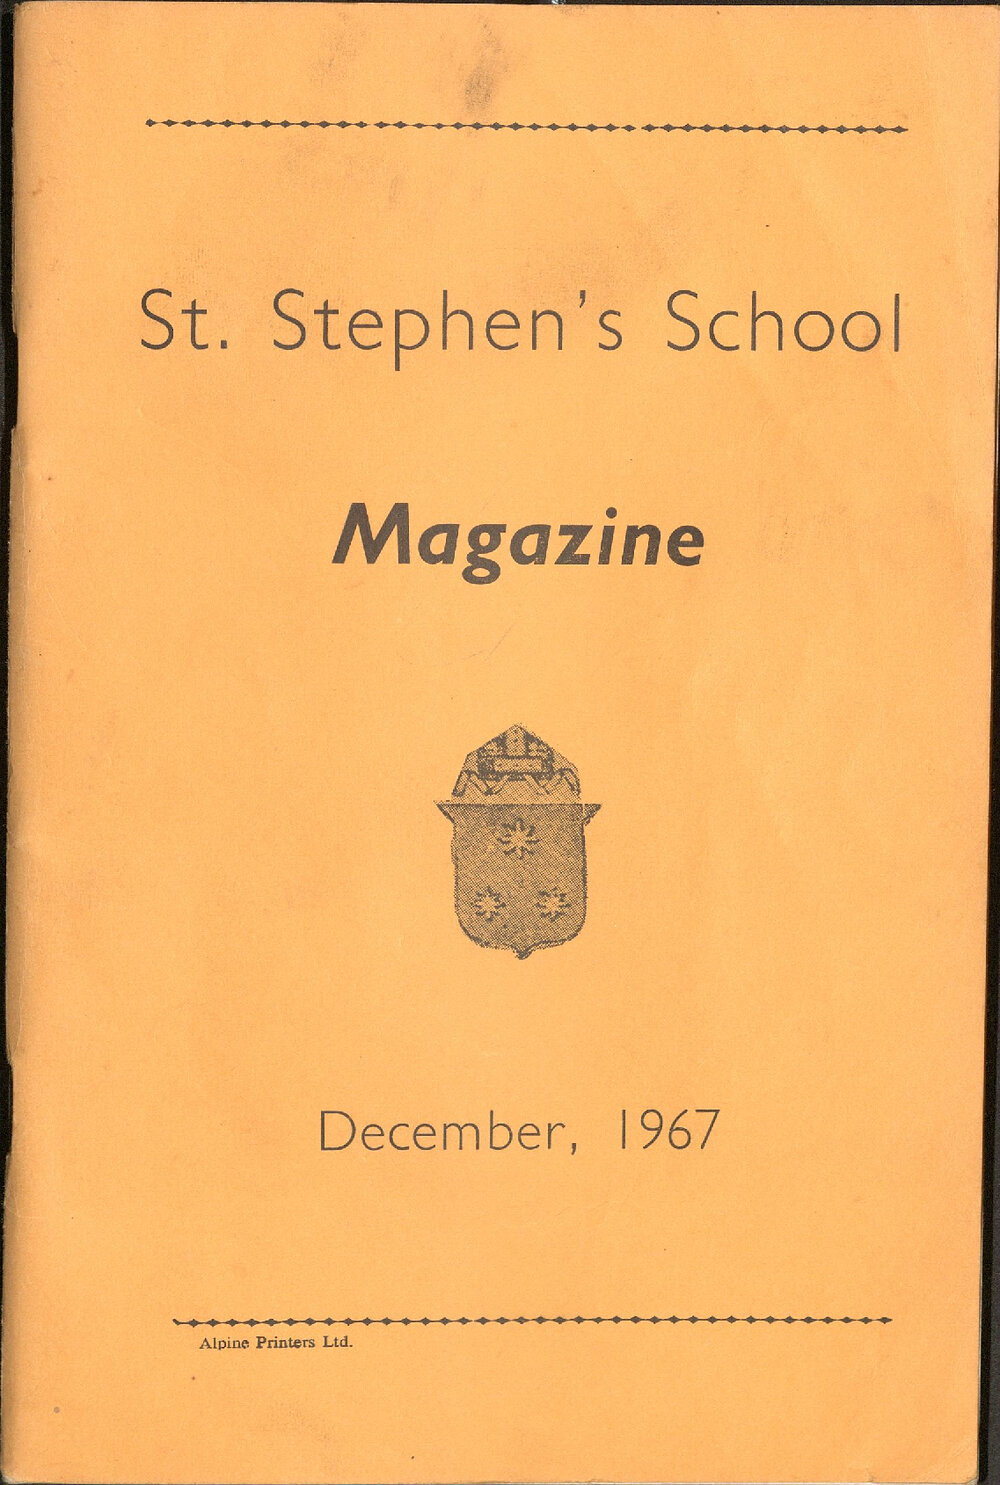 St. Stephen's School
Magazine
December, 1967
Alpine Printers Ltd.